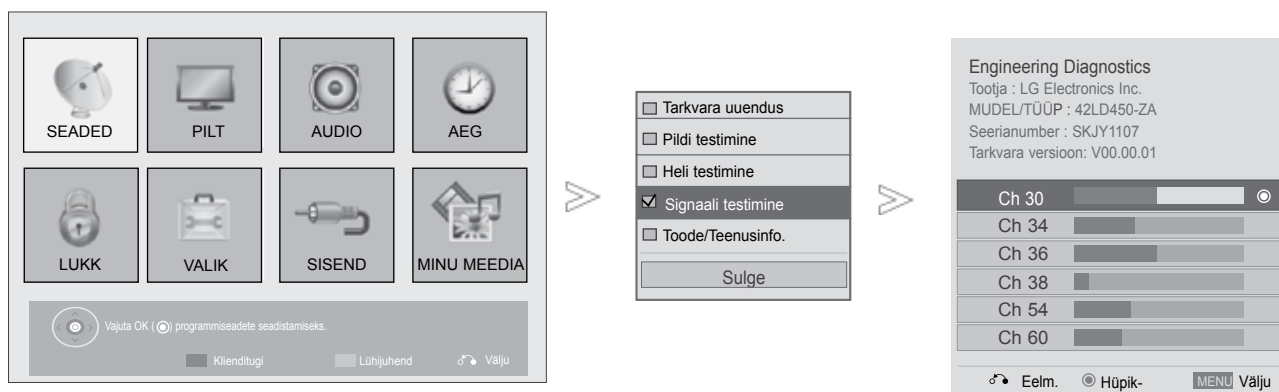 SEADED
PILT
AUDIO
AEG
LUKK
VALIK
SISEND
MINU MEEDIA
Vajuta OK (◉) programmiseadete seadistamiseks.
Klienditugi Lühijuhend Välju
Tarkvara uuendus
Pildi testimine
Heli testimine
Signaali testimine
Toode/Teenusinfo.
Sulge
Engineering Diagnostics
Tootja : LG Electronics Inc.
MUDEL/TÜÜP : 42LD450-ZA
Seerianumber : SKJY1107
Tarkvara versioon: V00.00.01
Ch 30
Ch 34
Ch 36
Ch 38
Ch 54
Ch 60
Eelm. ◉ Hüpik- MENU Välju